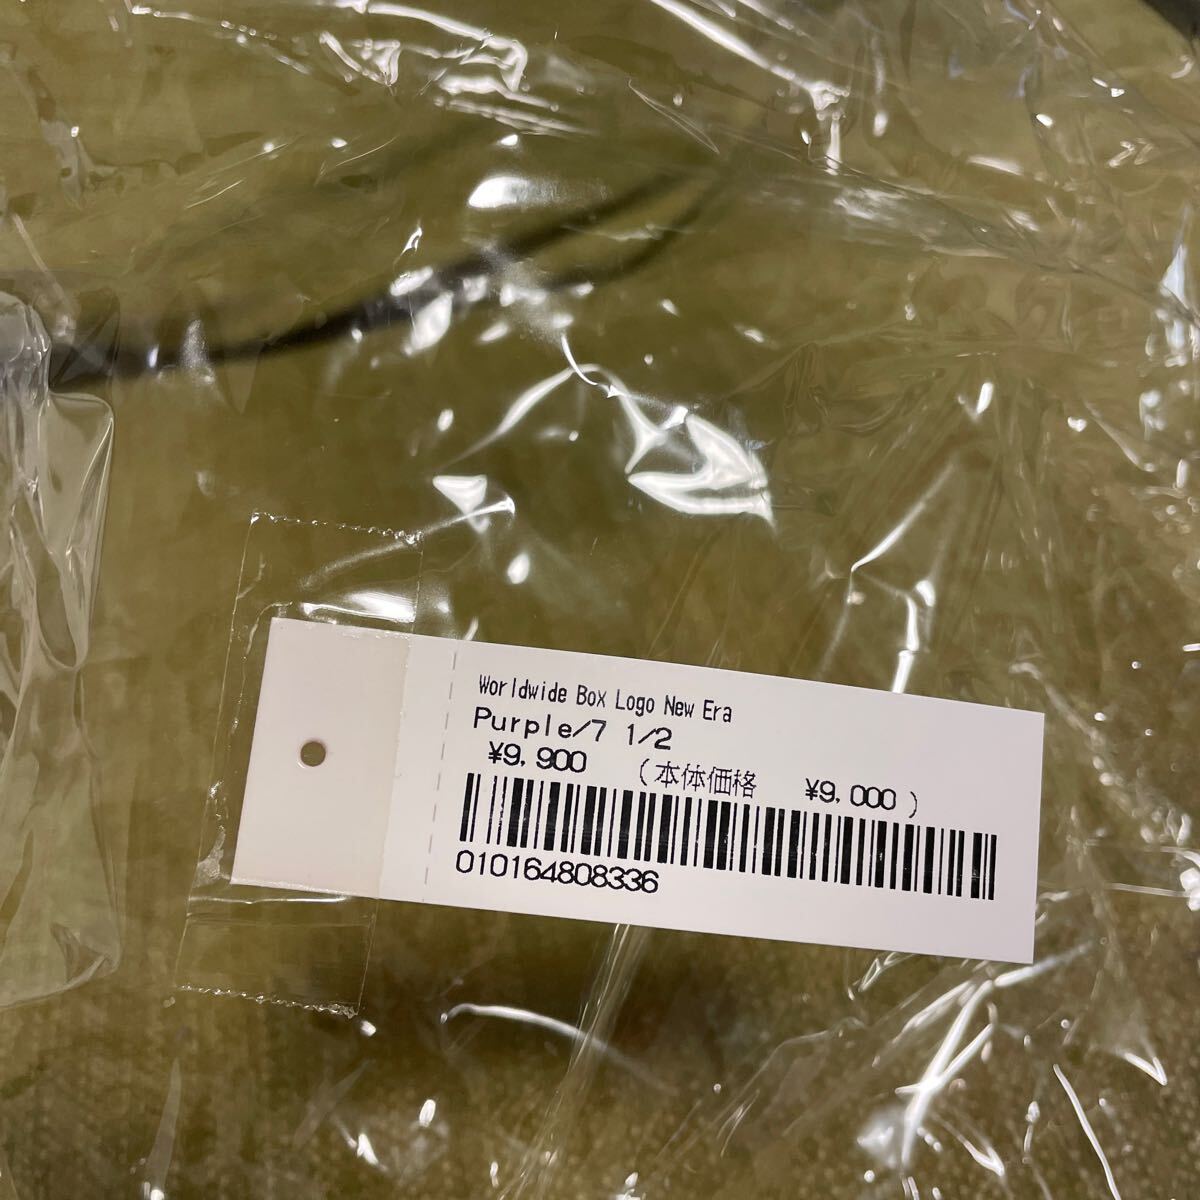 Worldwide Box Logo New Era
Purple/7 1/2
¥9,900 (本体価格 ¥9,000)
010164808336